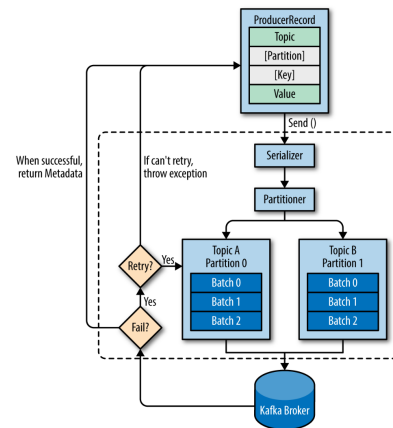 ProducerRecord
Topic
[Partition]
[Key]
Value
Send ()
When successful,
return Metadata
If can't retry,
throw exception
Serializer
Partitioner
Retry?
Yes
Topic A
Partition 0
Batch 0
Batch 1
Batch 2
Topic B
Partition 1
Batch 0
Batch 1
Batch 2
Yes
Fail?
Kafka Broker